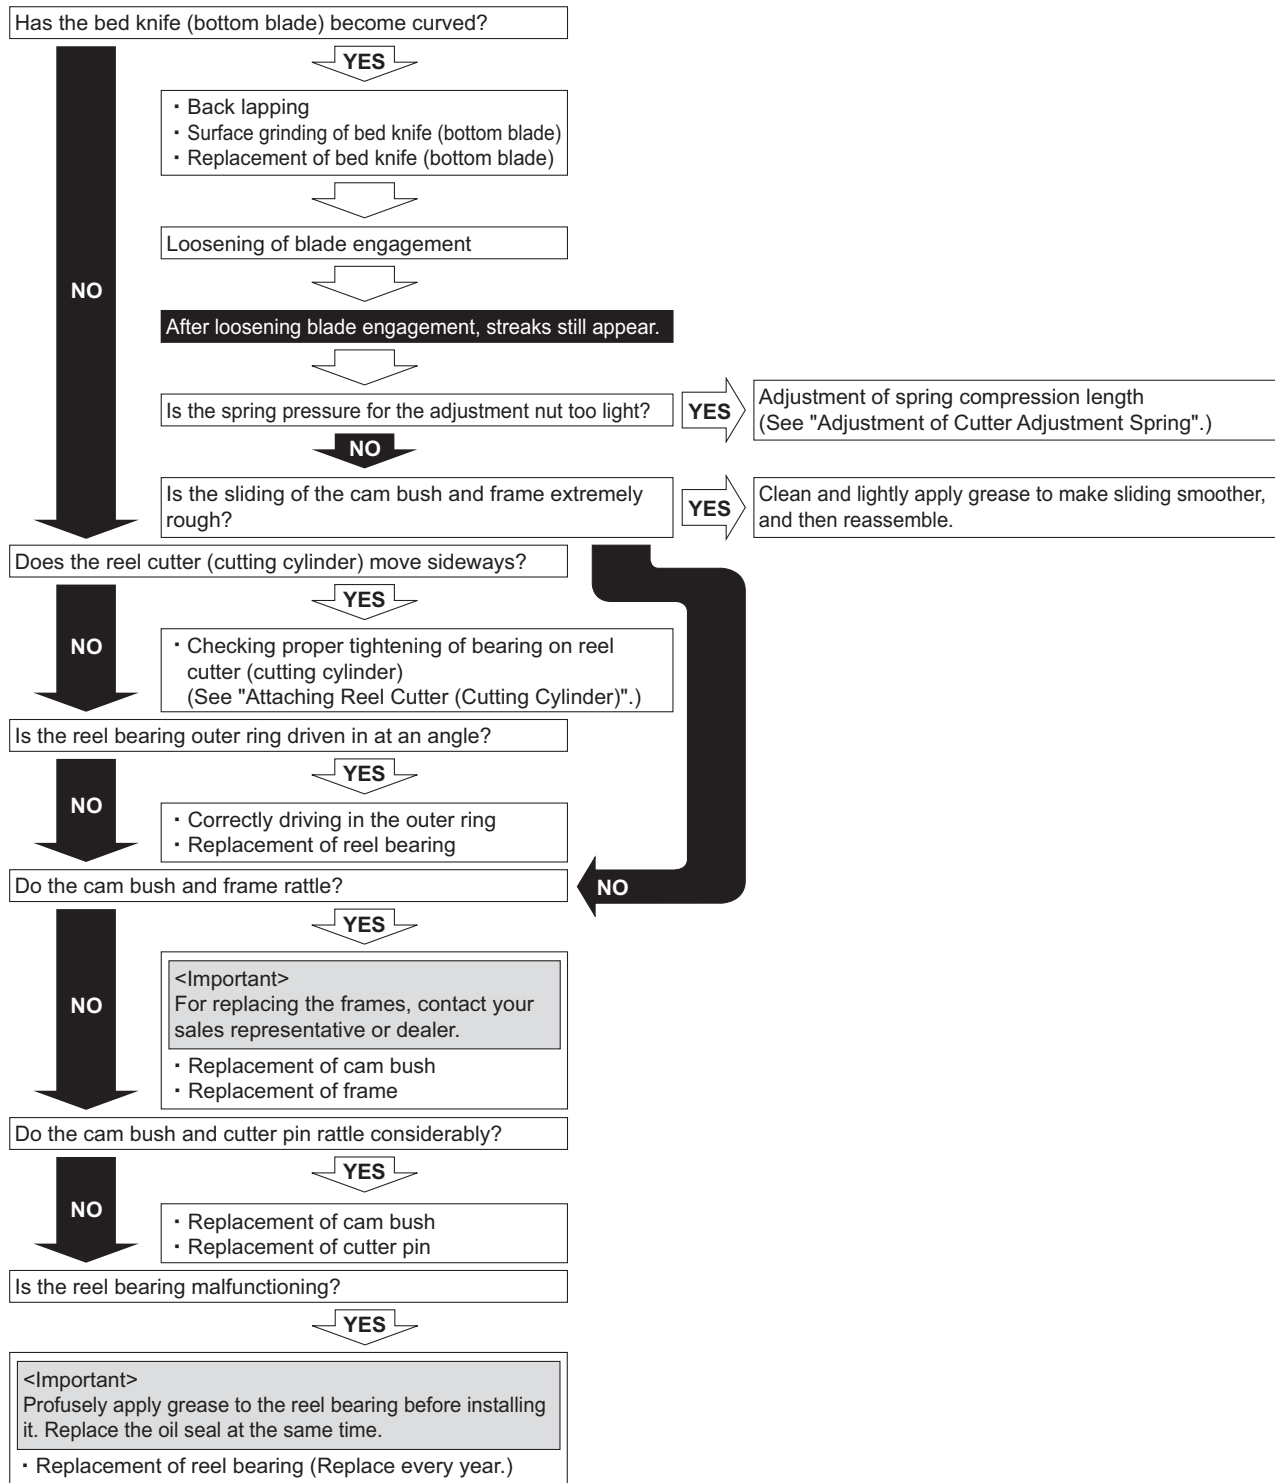 Has the bed knife (bottom blade) become curved?
YES
・Back lapping
・Surface grinding of bed knife (bottom blade)
・Replacement of bed knife (bottom blade)
NO
Loosening of blade engagement
After loosening blade engagement, streaks still appear.
Is the spring pressure for the adjustment nut too light?
YES
Adjustment of spring compression length
(See "Adjustment of Cutter Adjustment Spring".)
NO
Is the sliding of the cam bush and frame extremely
rough?
YES
Clean and lightly apply grease to make sliding smoother,
and then reassemble.
Does the reel cutter (cutting cylinder) move sideways?
YES
NO
・Checking proper tightening of bearing on reel
cutter (cutting cylinder)
(See "Attaching Reel Cutter (Cutting Cylinder)".)
Is the reel bearing outer ring driven in at an angle?
YES
NO
・Correctly driving in the outer ring
・Replacement of reel bearing
Do the cam bush and frame rattle?
NO
YES
<Important>
For replacing the frames, contact your
sales representative or dealer.
NO
・Replacement of cam bush
・Replacement of frame
Do the cam bush and cutter pin rattle considerably?
YES
NO
・Replacement of cam bush
・Replacement of cutter pin
Is the reel bearing malfunctioning?
YES
<Important>
Profusely apply grease to the reel bearing before installing
it. Replace the oil seal at the same time.
・Replacement of reel bearing (Replace every year.)